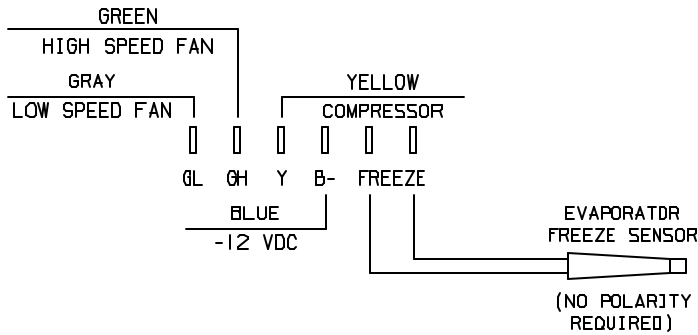 GREEN
HIGH SPEED FAN
GRAY
LOW SPEED FAN
YELLOW
COMPRESSOR
GL GH Y B- FREEZE
BLUE
-12 VDC
EVAPORATOR
FREEZE SENSOR
(NO POLARITY
REQUIRED)